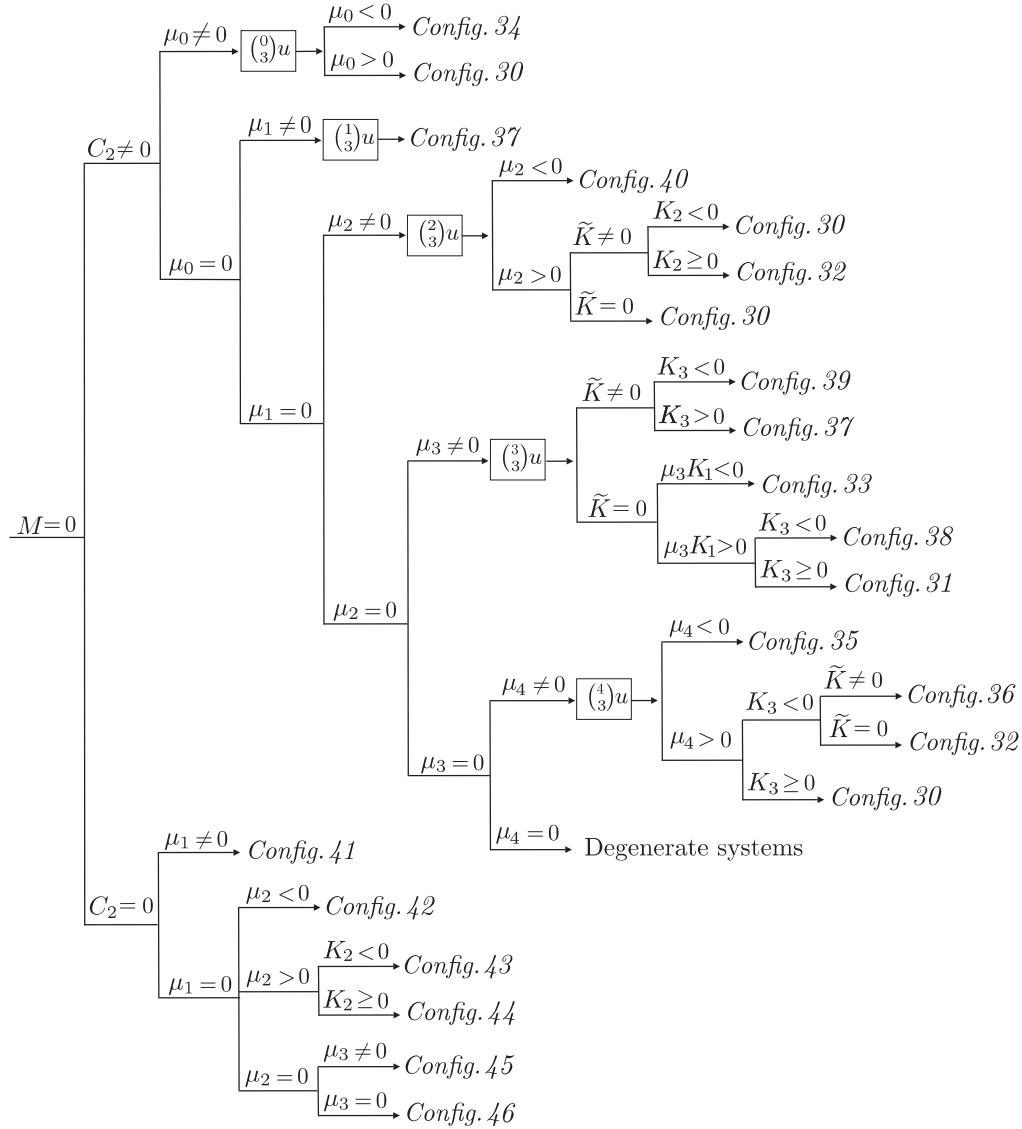 μ₀ < 0 Config. 34
μ₀ ≠ 0 (0 3)u
μ₀ > 0 Config. 30
μ₁ ≠ 0 (1 3)u Config. 37
C₂ ≠ 0
μ₂ < 0 Config. 40
μ₂ ≠ 0 (2 3)u
K₂ < 0 Config. 30
K̃ ≠ 0
μ₀ = 0
μ₂ > 0
K₂ ≥ 0 Config. 32
K̃ = 0 Config. 30
K₃ < 0 Config. 39
K̃ ≠ 0
μ₁ = 0
K₃ > 0 Config. 37
μ₃ ≠ 0 (3 3)u
μ₃K₁ < 0 Config. 33
K̃ = 0
M = 0
K₃ < 0 Config. 38
μ₃K₁ > 0
K₃ ≥ 0 Config. 31
μ₂ = 0
μ₄ < 0 Config. 35
μ₄ ≠ 0 (4 3)u
K̃ ≠ 0 Config. 36
K₃ < 0
μ₄ > 0
K̃ = 0 Config. 32
μ₃ = 0
K₃ ≥ 0 Config. 30
μ₄ = 0 Degenerate systems
μ₁ ≠ 0 Config. 41
C₂ = 0
μ₂ < 0 Config. 42
K₂ < 0 Config. 43
μ₁ = 0
μ₂ > 0
K₂ ≥ 0 Config. 44
μ₃ ≠ 0 Config. 45
μ₂ = 0
μ₃ = 0 Config. 46